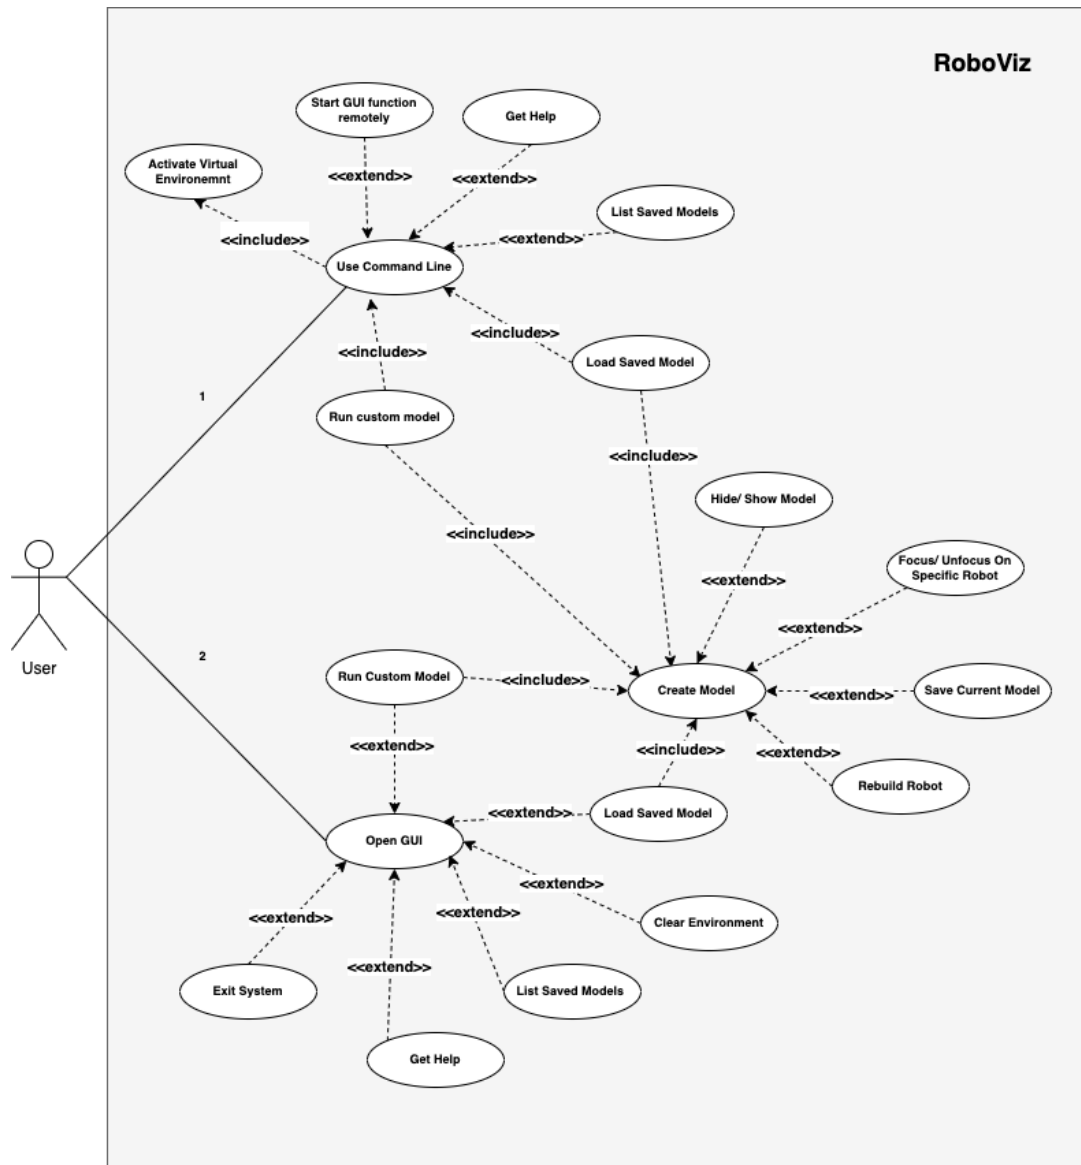 RoboViz
Start GUI function
remotely
Get Help
Activate Virtual
Environemnt
<<extend>>
<<extend>>
List Saved Models
<<extend>>
<<include>>
Use Command Line
<<include>>
<<include>>
Load Saved Model
1
Run custom model
<<include>>
Hide/ Show Model
<<include>>
Focus/ Unfocus On
Specific Robot
<<extend>>
<<extend>>
User
2
Run Custom Model
<<include>>
Create Model
<<extend>>
Save Current Model
<<extend>>
<<include>>
<<extend>>
Rebuild Robot
<<extend>>
Load Saved Model
Open GUI
<<extend>>
Clear Environment
<<extend>>
<<extend>>
<<extend>>
Exit System
List Saved Models
Get Help